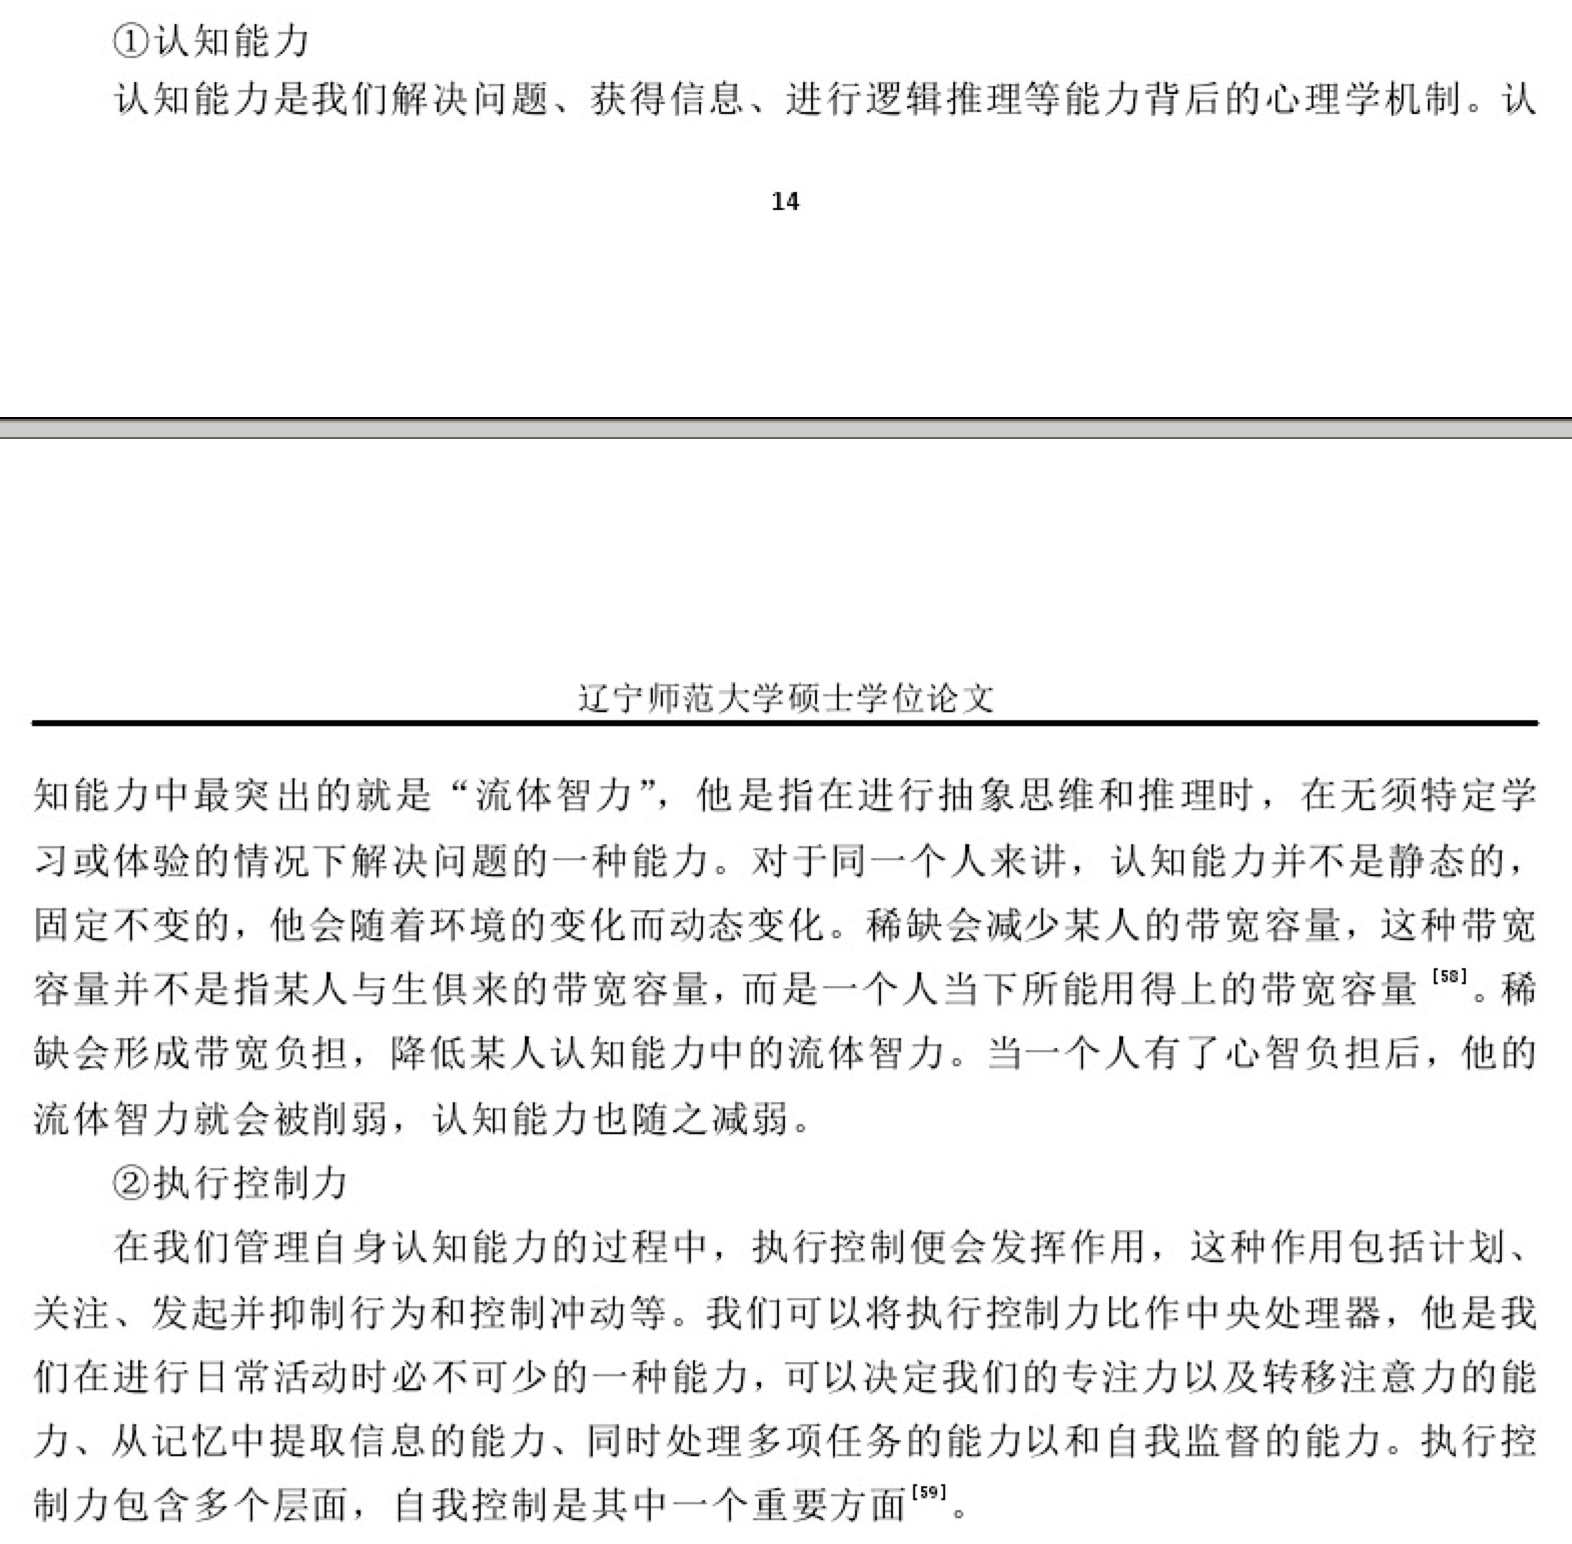 ①认知能力
认知能力是我们解决问题、获得信息、进行逻辑推理等能力背后的心理学机制。认
14
辽宁师范大学硕士学位论文
知能力中最突出的就是“流体智力”，他是指在进行抽象思维和推理时，在无须特定学
习或体验的情况下解决问题的一种能力。对于同一个人来讲，认知能力并不是静态的，
固定不变的，他会随着环境的变化而动态变化。稀缺会减少某人的带宽容量，这种带宽
容量并不是指某人与生俱来的带宽容量，而是一个人当下所能用得上的带宽容量[58]。稀
缺会形成带宽负担，降低某人认知能力中的流体智力。当一个人有了心智负担后，他的
流体智力就会被削弱，认知能力也随之减弱。
②执行控制力
在我们管理自身认知能力的过程中，执行控制便会发挥作用，这种作用包括计划、
关注、发起并抑制行为和控制冲动等。我们可以将执行控制力比作中央处理器，他是我
们在进行日常活动时必不可少的一种能力，可以决定我们的专注力以及转移注意力的能
力、从记忆中提取信息的能力、同时处理多项任务的能力以和自我监督的能力。执行控
制力包含多个层面，自我控制是其中一个重要方面[59]。